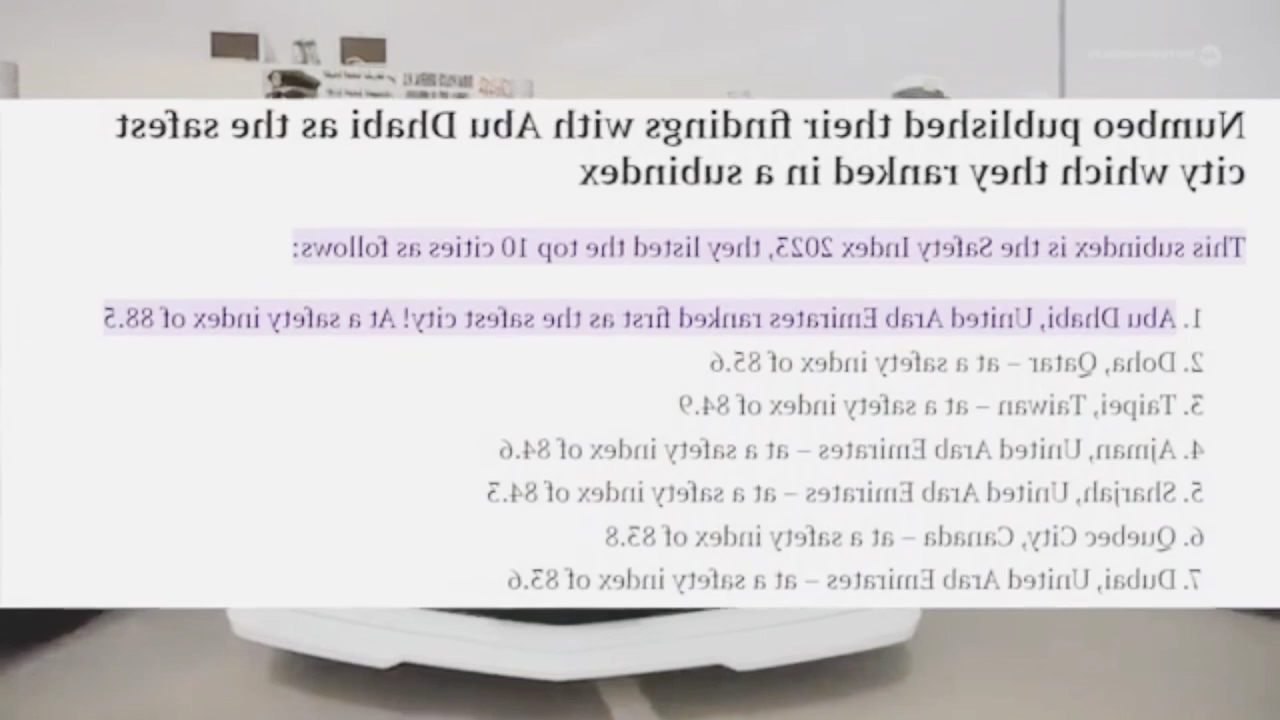 Numbeo published their findings with Abu Dhabi as the safest
city which they ranked in a subindex
This subindex is the Safety Index 2023, they listed the top 10 cities as follows:
1. Abu Dhabi, United Arab Emirates ranked first as the safest city! At a safety index of 88.5
2. Doha, Qatar – at a safety index of 85.6
3. Taipei, Taiwan – at a safety index of 84.9
4. Ajman, United Arab Emirates – at a safety index of 84.6
5. Sharjah, United Arab Emirates – at a safety index of 84.3
6. Quebec City, Canada – at a safety index of 83.8
7. Dubai, United Arab Emirates – at a safety index of 83.6